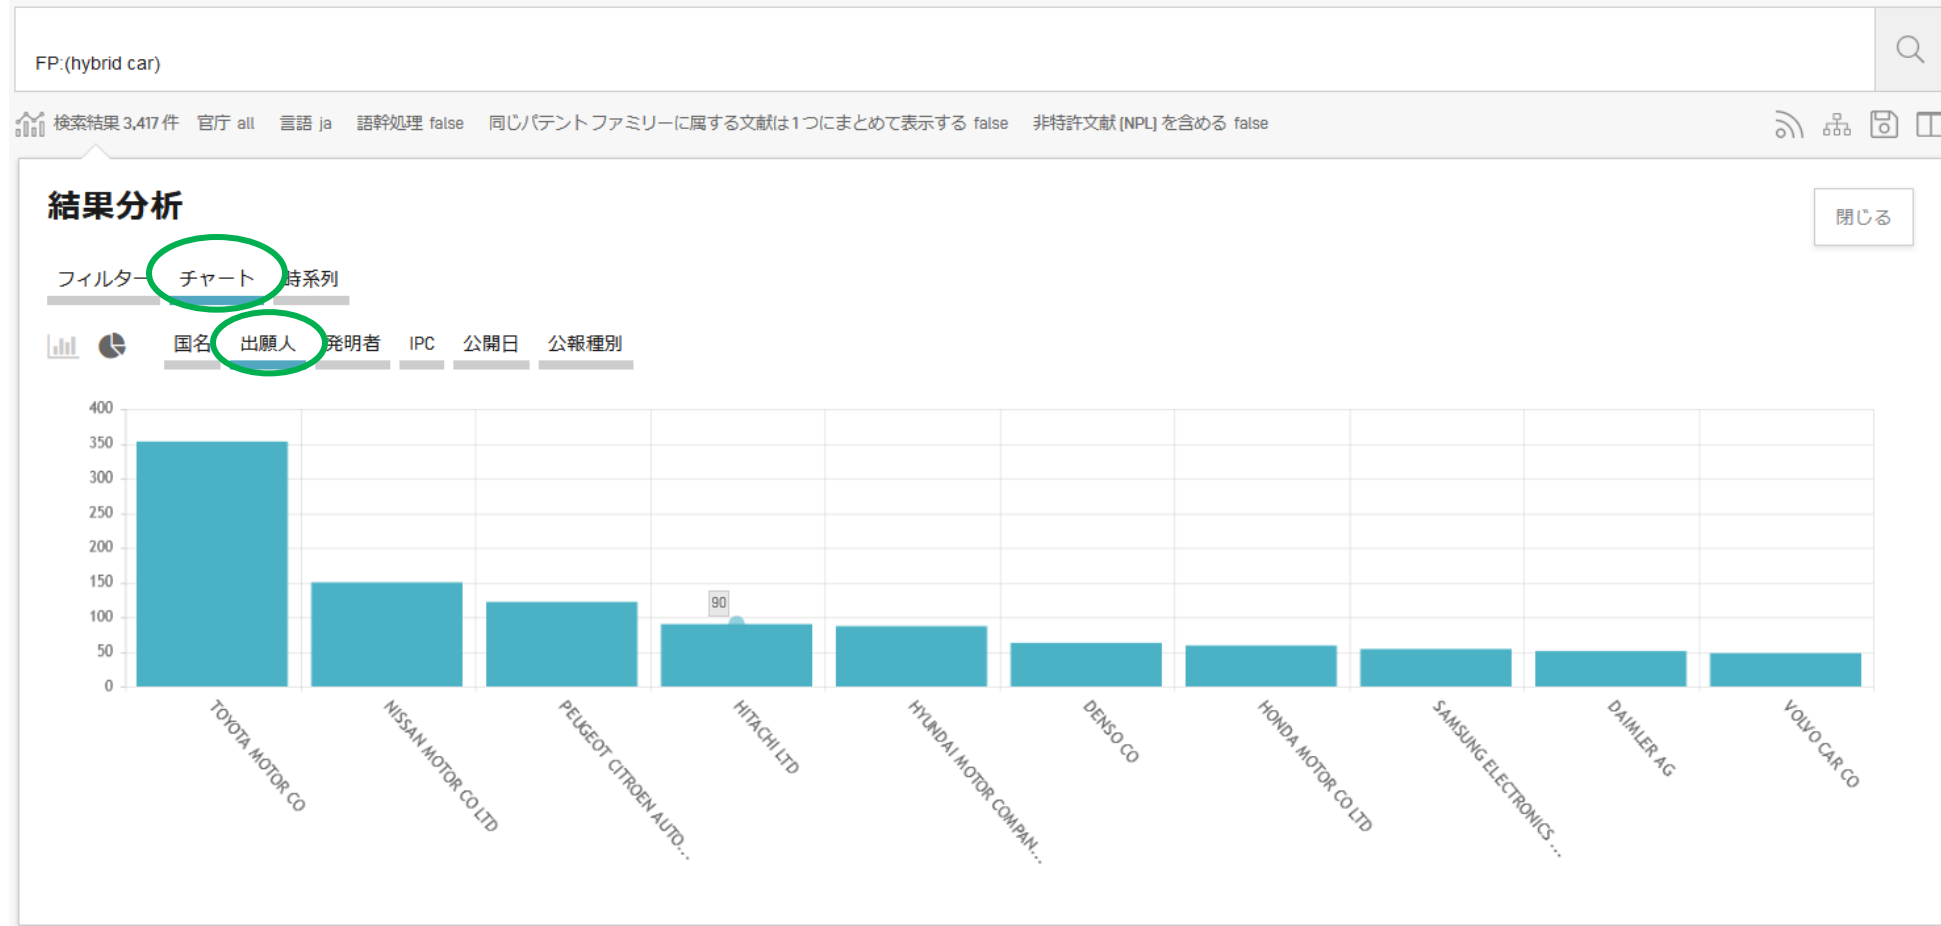 FP:(hybrid car)
検索結果 3,417 件 官庁 all 言語 ja 語幹処理 false 同じパテントファミリーに属する文献は1つにまとめて表示する false 非特許文献 [NPL] を含める false
結果分析
閉じる
フィルター チャート 時系列
国名 出願人 発明者 IPC 公開日 公報種別
400
350
300
250
200
150
100
50
0
90
TOYOTA MOTOR CO
NISSAN MOTOR CO LTD
PEUGEOT CITROEN AUTO...
HITACHI LTD
HYUNDAI MOTOR COMPAN...
DENSO CO
HONDA MOTOR CO LTD
SAMSUNG ELECTRONICS ...
DAIMLER AG
VOLVO CAR CO